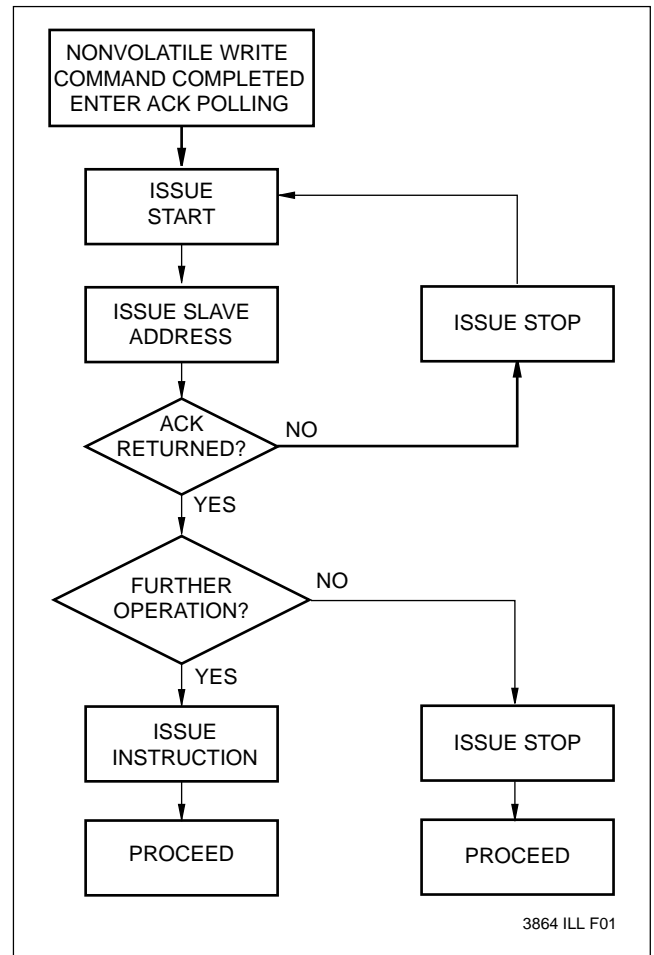 NONVOLATILE WRITE
COMMAND COMPLETED
ENTER ACK POLLING
ISSUE
START
ISSUE SLAVE
ADDRESS
ISSUE STOP
ACK
RETURNED?
NO
YES
FURTHER
OPERATION?
NO
YES
ISSUE
INSTRUCTION
ISSUE STOP
PROCEED
PROCEED
3864 ILL F01